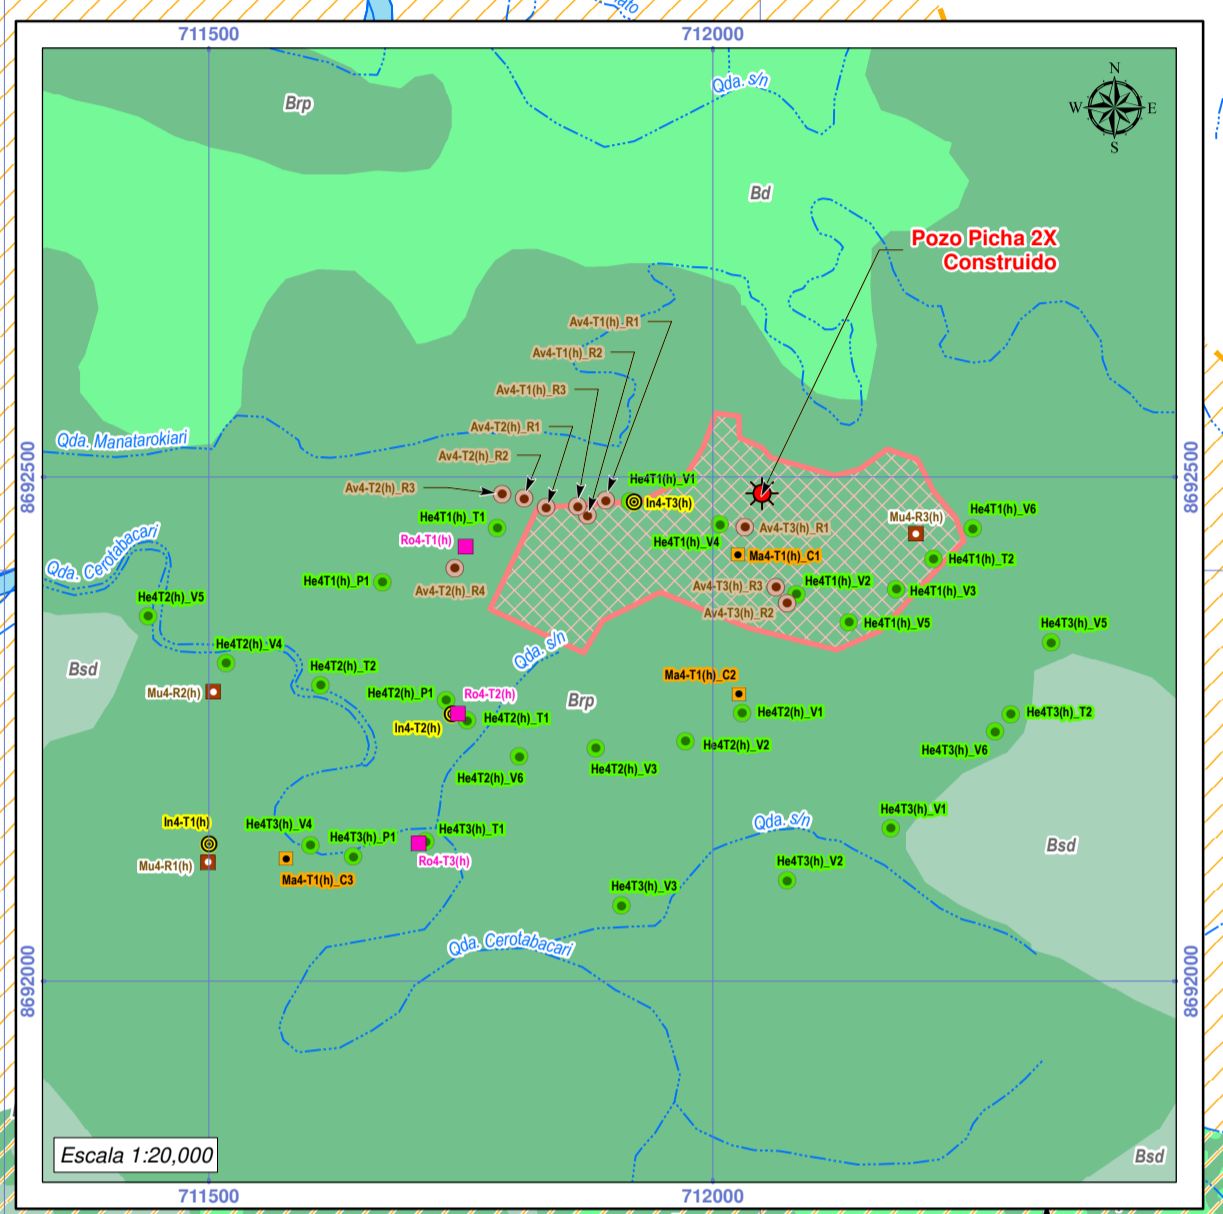 ato
711500
712000
Qda. s/n
N
W
E
S
Brp
Bd
Pozo Picha 2X
Construido
Av4-T1(h)_R1
Av4-T1(h)_R2
Av4-T1(h)_R3
Av4-T2(h)_R1
Qda. Manatarokiari
Av4-T2(h)_R2
8692500
8692500
Av4-T2(h)_R3
He4T1(h)_V1
In4-T3(h)
He4T1(h)_T1
Mu4-R3(h)
He4T1(h)_V6
Av4-T3(h)_R1
Ro4-T1(h)
He4T1(h)_V4
Ma4-T1(h)_C1
Qda. Cerotabacari
He4T1(h)_T2
He4T1(h)_P1
Av4-T2(h)_R4
Av4-T3(h)_R3
He4T1(h)_V2
He4T1(h)_V3
He4T2(h)_V5
Av4-T3(h)_R2
He4T1(h)_V5
He4T3(h)_V5
He4T2(h)_V4
Qda. s/n
Bsd
He4T2(h)_T2
Ma4-T1(h)_C2
Mu4-R2(h)
He4T2(h)_P1
Ro4-T2(h)
Brp
In4-T2(h)
He4T2(h)_T1
He4T2(h)_V1
He4T3(h)_T2
He4T2(h)_V2
He4T3(h)_V6
He4T2(h)_V6
He4T2(h)_V3
He4T3(h)_V1
In4-T1(h)
He4T3(h)_V4
He4T3(h)_P1
He4T3(h)_T1
Qda. s/n
Bsd
Mu4-R1(h)
Ma4-T1(h)_C3
Ro4-T3(h)
He4T3(h)_V2
He4T3(h)_V3
Qda. Cerotabacari
8692000
8692000
Escala 1:20,000
Bsd
711500
712000